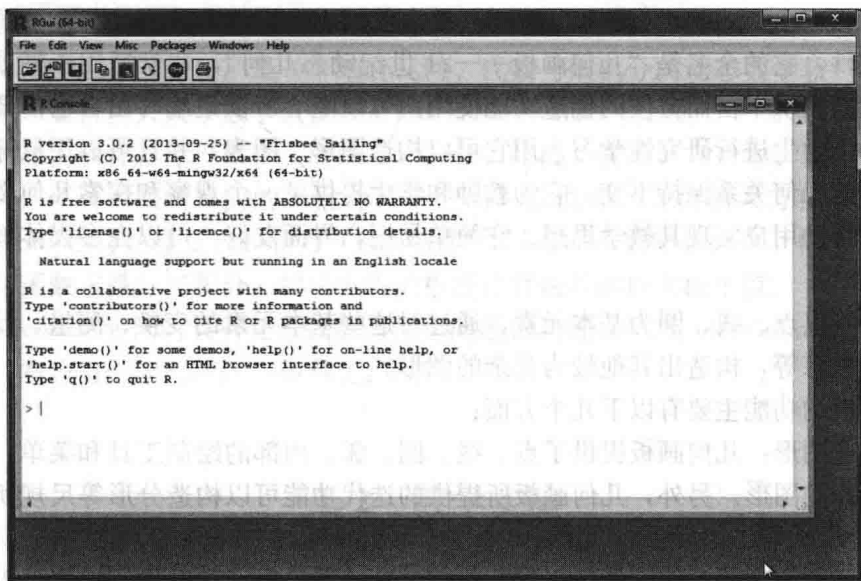 RGui (64-bit)
File Edit View Misc Packages Windows Help
R Console
R version 3.0.2 (2013-09-25) -- "Frisbee Sailing"
Copyright (C) 2013 The R Foundation for Statistical Computing
Platform: x86_64-w64-mingw32/x64 (64-bit)
R is free software and comes with ABSOLUTELY NO WARRANTY.
You are welcome to redistribute it under certain conditions.
Type 'license()' or 'licence()' for distribution details.
Natural language support but running in an English locale
R is a collaborative project with many contributors.
Type 'contributors()' for more information and
'citation()' on how to cite R or R packages in publications.
Type 'demo()' for some demos, 'help()' for on-line help, or
'help.start()' for an HTML browser interface to help.
Type 'q()' to quit R.
> |